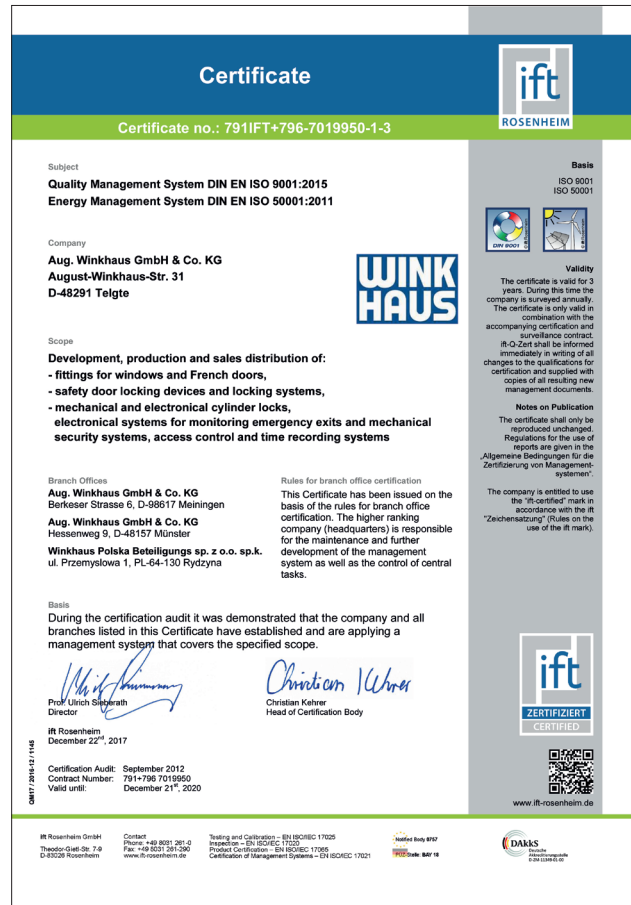 Certificate
ift
ROSENHEIM
Certificate no.: 791IFT+796-7019950-1-3
Subject
Quality Management System DIN EN ISO 9001:2015
Energy Management System DIN EN ISO 50001:2011
Company
Aug. Winkhaus GmbH & Co. KG
August-Winkhaus-Str. 31
D-48291 Telgte
WINK
HAUS
Scope
Development, production and sales distribution of:
- fittings for windows and French doors,
- safety door locking devices and locking systems,
- mechanical and electronical cylinder locks,
electronical systems for monitoring emergency exits and mechanical
security systems, access control and time recording systems
Branch Offices
Aug. Winkhaus GmbH & Co. KG
Berkeser Strasse 6, D-98617 Meiningen
Aug. Winkhaus GmbH & Co. KG
Hessenweg 9, D-48157 Münster
Winkhaus Polska Beteiligungs sp. z o.o. sp.k.
ul. Przemyslowa 1, PL-64-130 Rydzyna
Rules for branch office certification
This Certificate has been issued on the
basis of the rules for branch office
certification. The higher ranking
company (headquarters) is responsible
for the maintenance and further
development of the management
system as well as the control of central
tasks.
Basis
During the certification audit it was demonstrated that the company and all
branches listed in this Certificate have established and are applying a
management system that covers the specified scope.
Prof. Ulrich Sieberath
Director
Christian Kehrer
Christian Kehrer
Head of Certification Body
ift Rosenheim
December 22nd, 2017
Certification Audit: September 2012
Contract Number: 791+796 7019950
Valid until: December 21st, 2020
QM17 / 2016-12 / 1145
Basis
ISO 9001
ISO 50001
DIN 9001
Validity
The certificate is valid for 3
years. During this time the
company is surveyed annually.
The certificate is only valid in
combination with the
accompanying certification and
surveillance contract.
ift-Q-Zert shall be informed
immediately in writing of all
changes to the qualifications for
certification and supplied with
copies of all resulting new
management documents.
Notes on Publication
The certificate shall only be
reproduced unchanged.
Regulations for the use of
reports are given in the
„Allgemeine Bedingungen für die
Zertifizierung von Management-
systemen“.
The company is entitled to use
the "ift-certified" mark in
accordance with the ift
"Zeichensatzung" (Rules on the
use of the ift mark).
ift
ZERTIFIZIERT
CERTIFIED
www.ift-rosenheim.de
ift Rosenheim GmbH
Theodor-Gietl-Str. 7-9
D-83026 Rosenheim
Contact
Phone: +49 8031 261-0
Fax: +49 8031 261-290
www.ift-rosenheim.de
Testing and Calibration – EN ISO/IEC 17025
Inspection – EN ISO/IEC 17020
Product Certification – EN ISO/IEC 17065
Certification of Management Systems – EN ISO/IEC 17021
Notified Body 0757
PÜZ-Stelle: BAY 18
DAkkS
Deutsche
Akkreditierungsstelle
D-ZM-11349-01-00